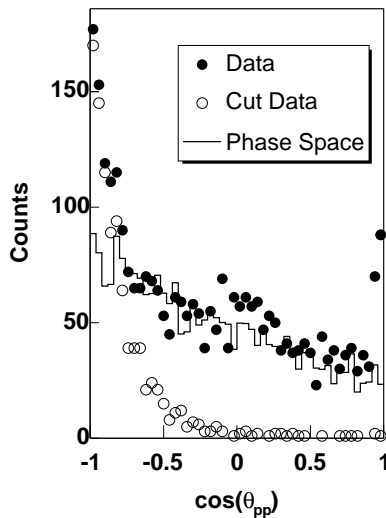 Data
Cut Data
Phase Space
150
100
50
0
Counts
-1 -0.5 0 0.5 1
cos(θpp)